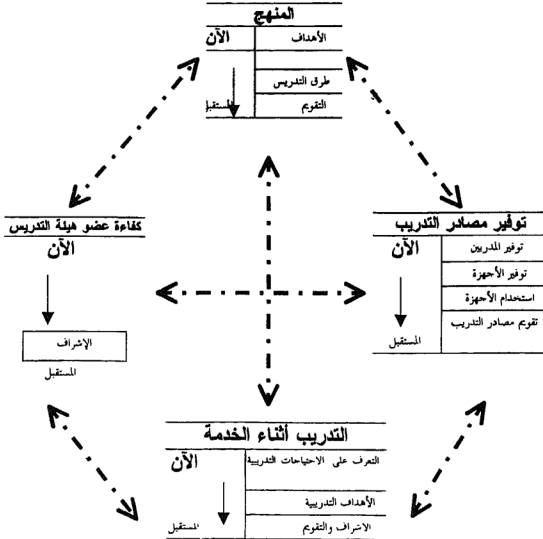 المنهج
الأهداف
الآن
طرق التدريس
التقويم
المستقبل
توفير مصادر التدريب
توفير المدربين
الآن
توفير الأجهزة
استخدام الأجهزة
تقويم مصادر التدريب
المستقبل
كفاءة عضو هيئة التدريس
الآن
الإشراف
المستقبل
التدريب أثناء الخدمة
التعرف على الاحتياجات التدريبية
الآن
الأهداف التدريبية
الاشراف والتقويم
المستقبل